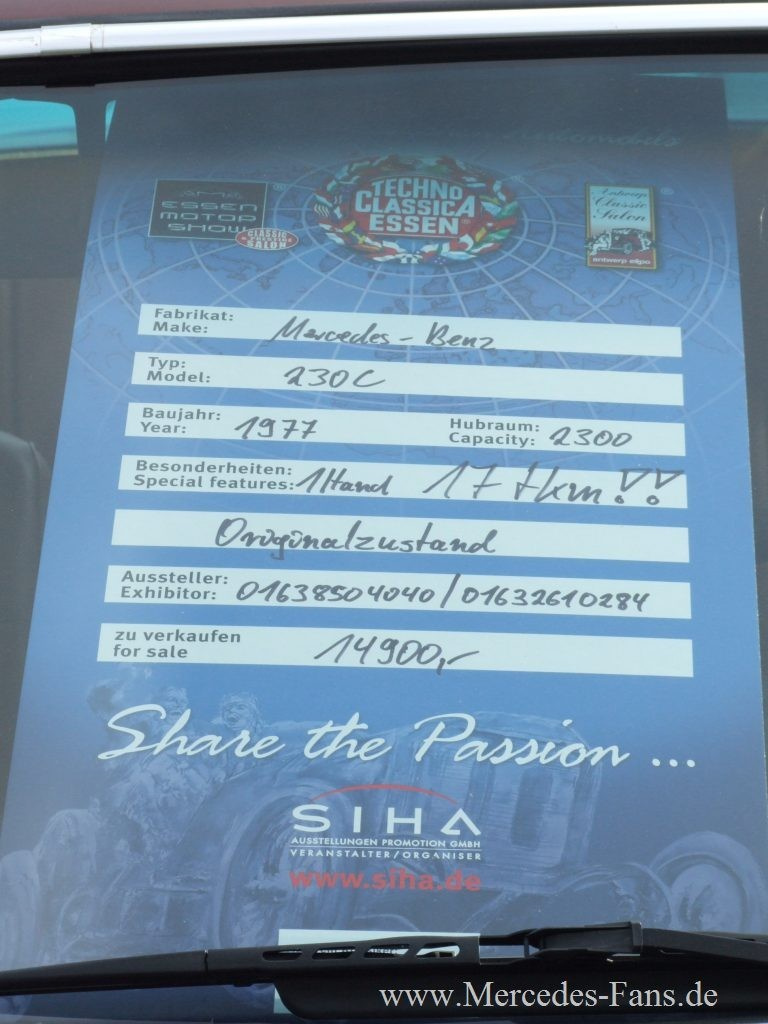 Automobile
AMA
ESSEN
MOTOR
SHOW
CLASSIC
& PRESTIGE
SALON
TECHNO
CLASSICA
ESSEN
Antwerp
Classic
Salon
antwerp expo
Fabrikat:
Make: Mercedes-Benz
Typ:
Model: 230C
Baujahr:
Year: 1977
Hubraum:
Capacity: 2300
Besonderheiten:
Special features: 1Hand 17 tkm!!
Originalzustand
Aussteller:
Exhibitor: 01638504040/01632610284
zu verkaufen
for sale 14900,-
Share the Passion ...
SIHA
AUSSTELLUNGEN PROMOTION GMBH
VERANSTALTER/ORGANISER
www.siha.de
www.Mercedes-Fans.de